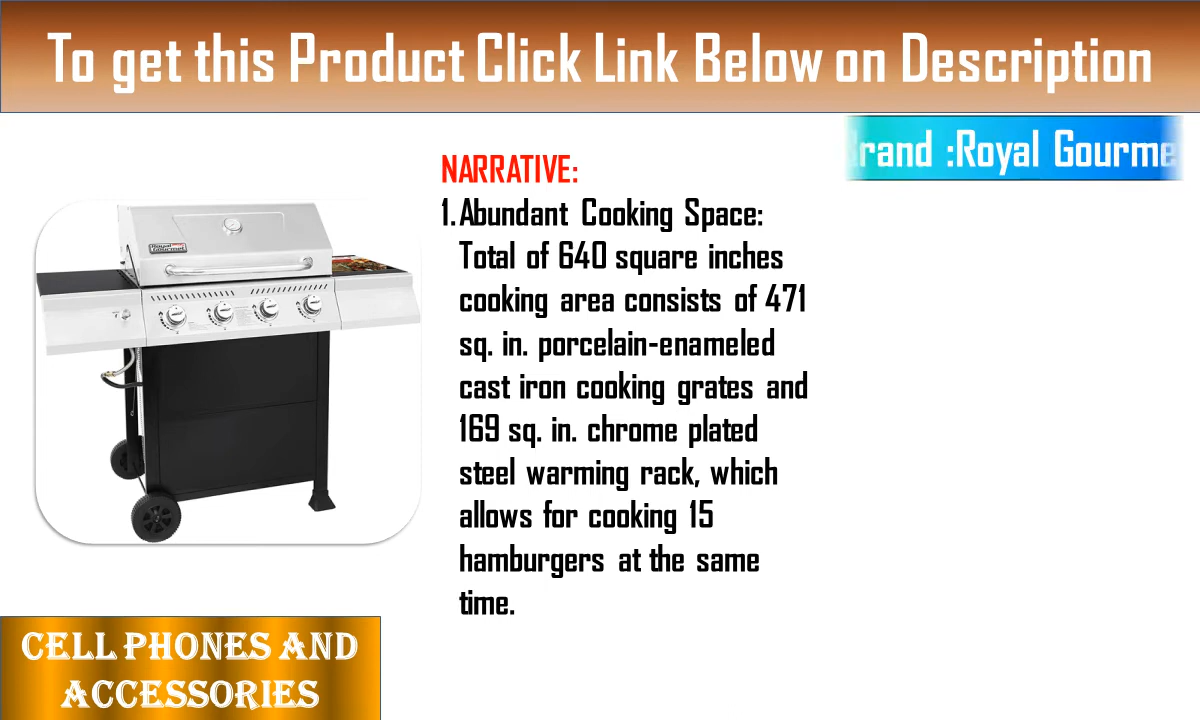 To get this Product Click Link Below on Description
Brand :Royal Gourme
NARRATIVE:
1. Abundant Cooking Space:
Total of 640 square inches
cooking area consists of 471
sq. in. porcelain-enameled
cast iron cooking grates and
169 sq. in. chrome plated
steel warming rack, which
allows for cooking 15
hamburgers at the same
time.
Royal
Gourmet
CELL PHONES AND
ACCESSORIES